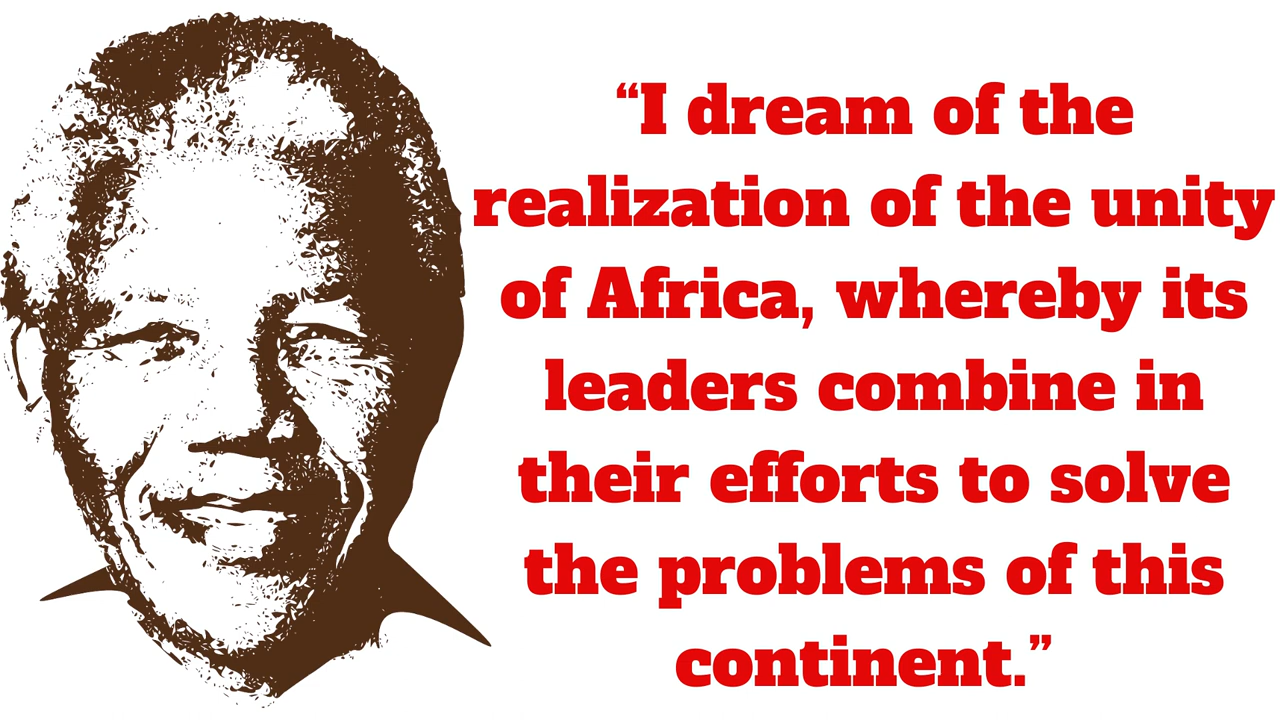 “I dream of the
realization of the unity
of Africa, whereby its
leaders combine in
their efforts to solve
the problems of this
continent.”